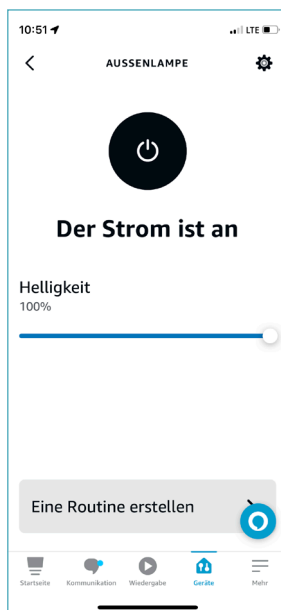 10:51
LTE
AUSSENLAMPE
Der Strom ist an
Helligkeit
100%
Eine Routine erstellen
Startseite Kommunikation Wiedergabe Geräte Mehr